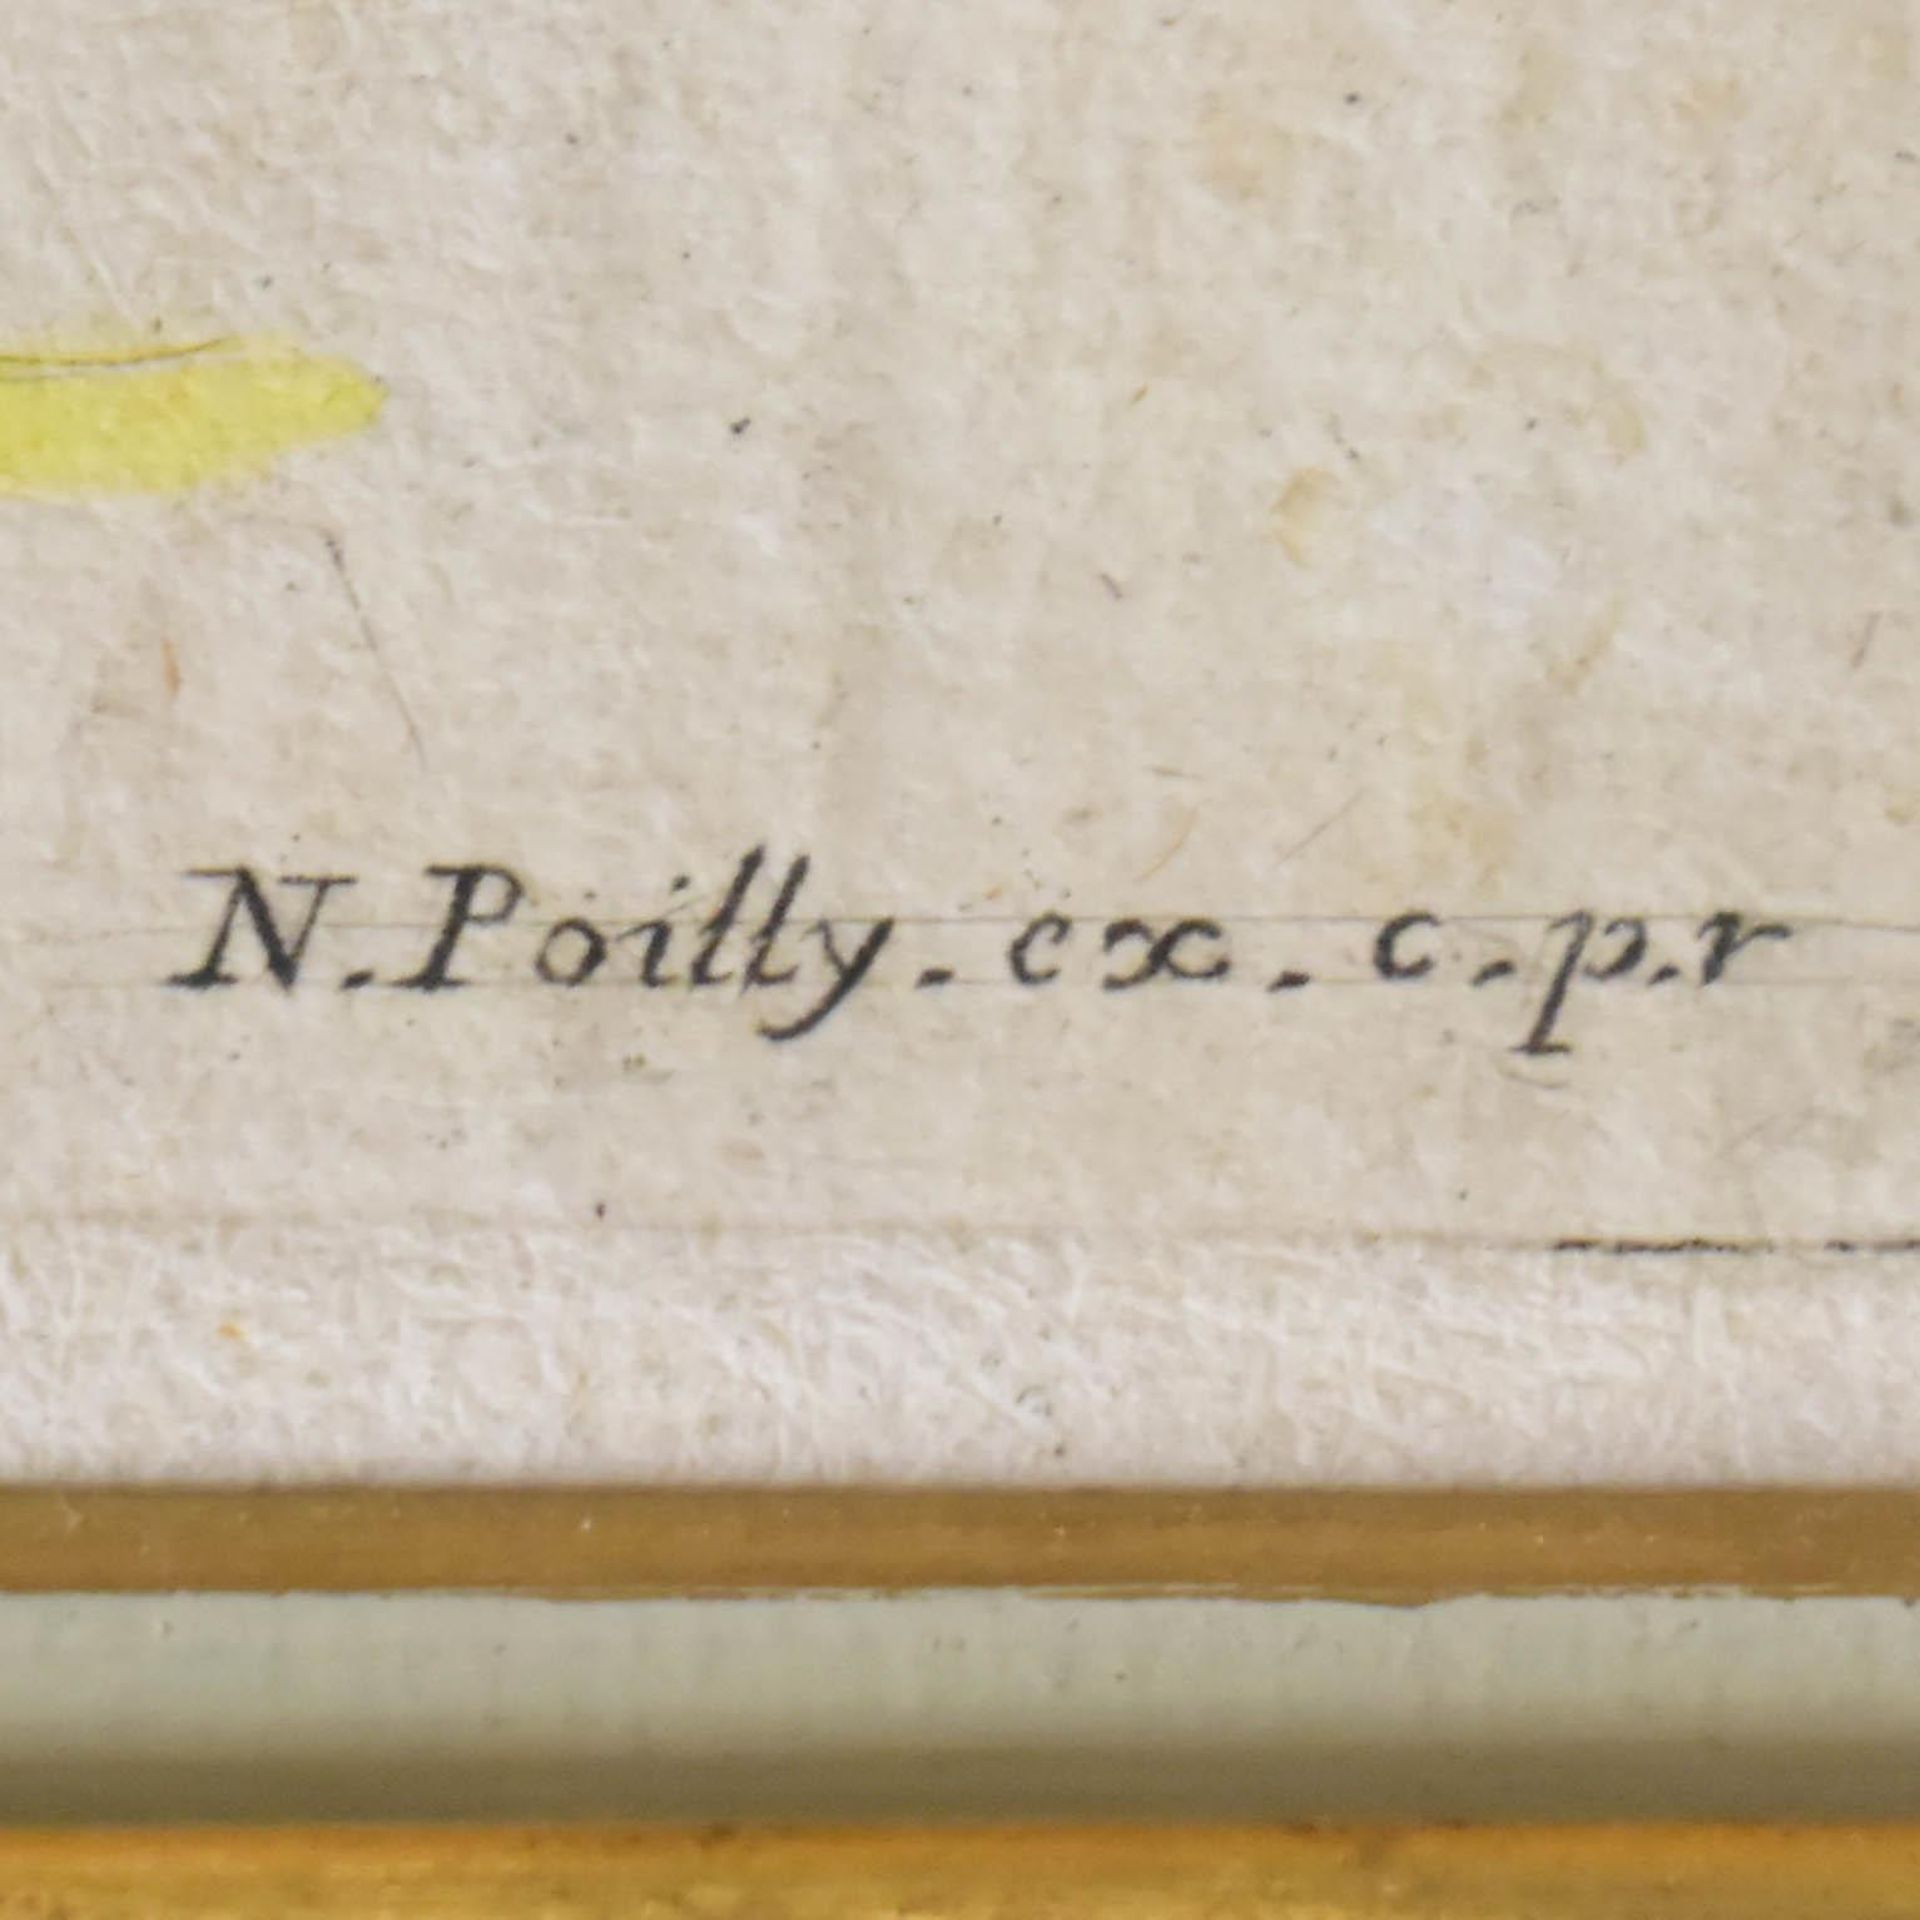 N. Poilly. ex. c. p. r